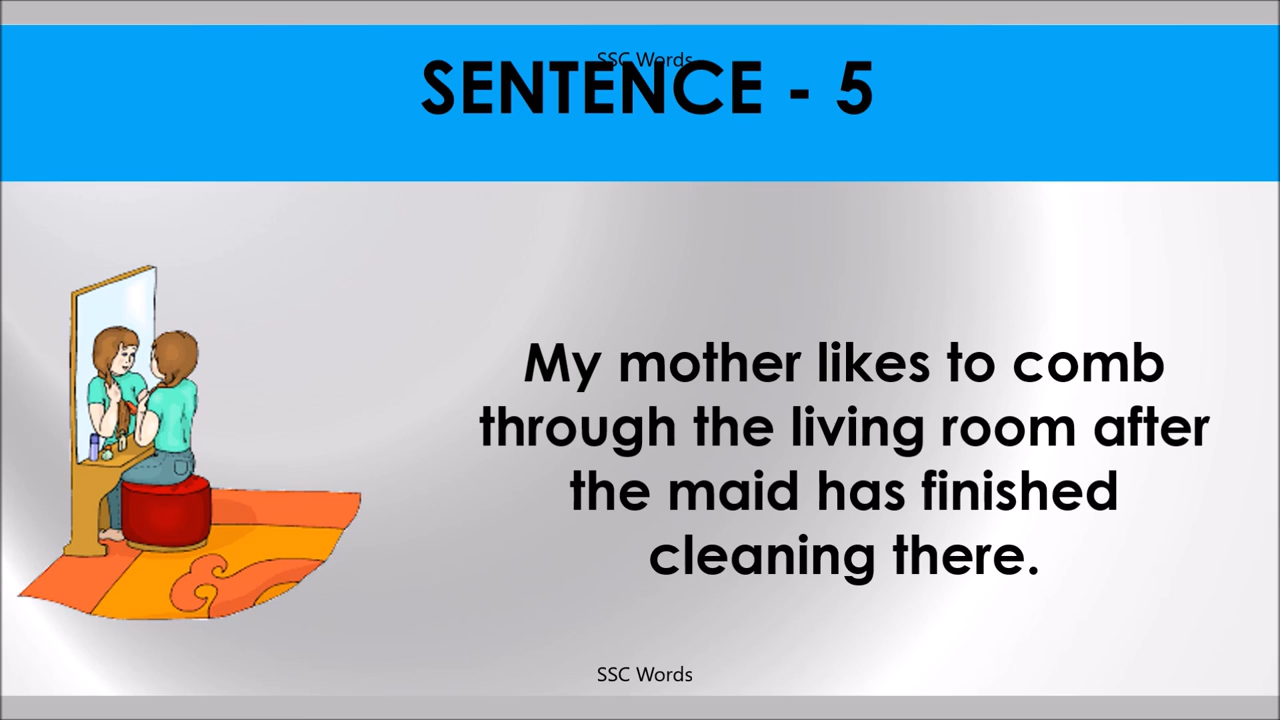 SSC Words
SENTENCE - 5
My mother likes to comb
through the living room after
the maid has finished
cleaning there.
SSC Words